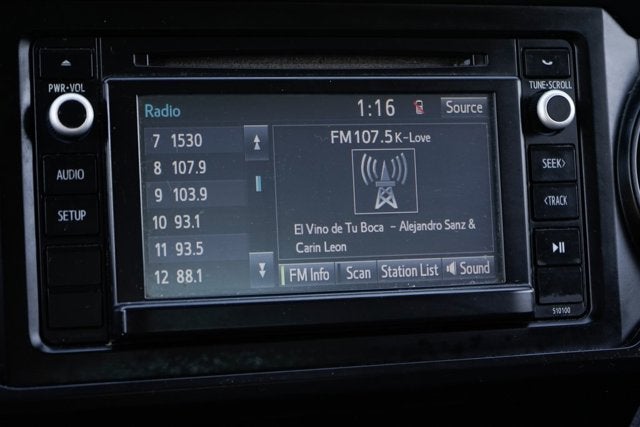 PWR•VOL
AUDIO
SETUP
Radio
1:16
Source
7 1530
8 107.9
9 103.9
10 93.1
11 93.5
12 88.1
FM107.5 K-Love
El Vino de Tu Boca - Alejandro Sanz &
Carin Leon
FM Info
Scan
Station List
Sound
TUNE•SCROLL
SEEK>
<TRACK
510100